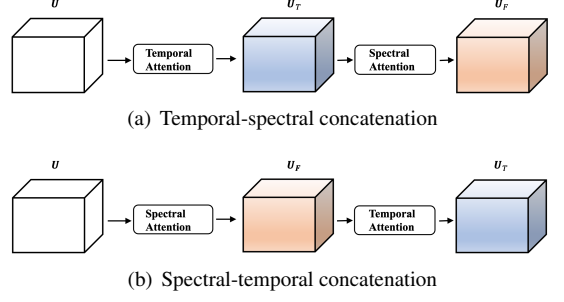 U U_T U_F
Temporal Attention Spectral Attention
(a) Temporal-spectral concatenation
U U_F U_T
Spectral Attention Temporal Attention
(b) Spectral-temporal concatenation